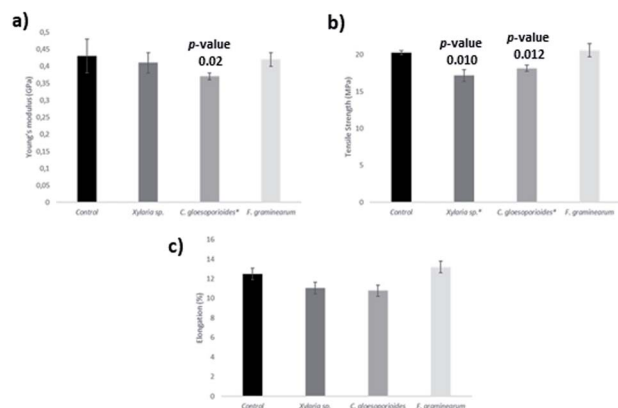 a)
Young's modulus (GPa)
0,5
0,45
0,4
0,35
0,3
0,25
0,2
0,15
0,1
0,05
0
p-value
0.02
Control
Xylaria sp.
C. gloesoporioides*
F. graminearum
b)
Tensile Strength (MPa)
20
15
10
5
0
p-value
0.010
p-value
0.012
Control
Xylaria sp.*
C. gloesoporioides*
F. graminearum
c)
Elongation (%)
16
14
12
10
8
6
4
2
0
Control
Xylaria sp.
C. gloesoporioides
F. graminearum